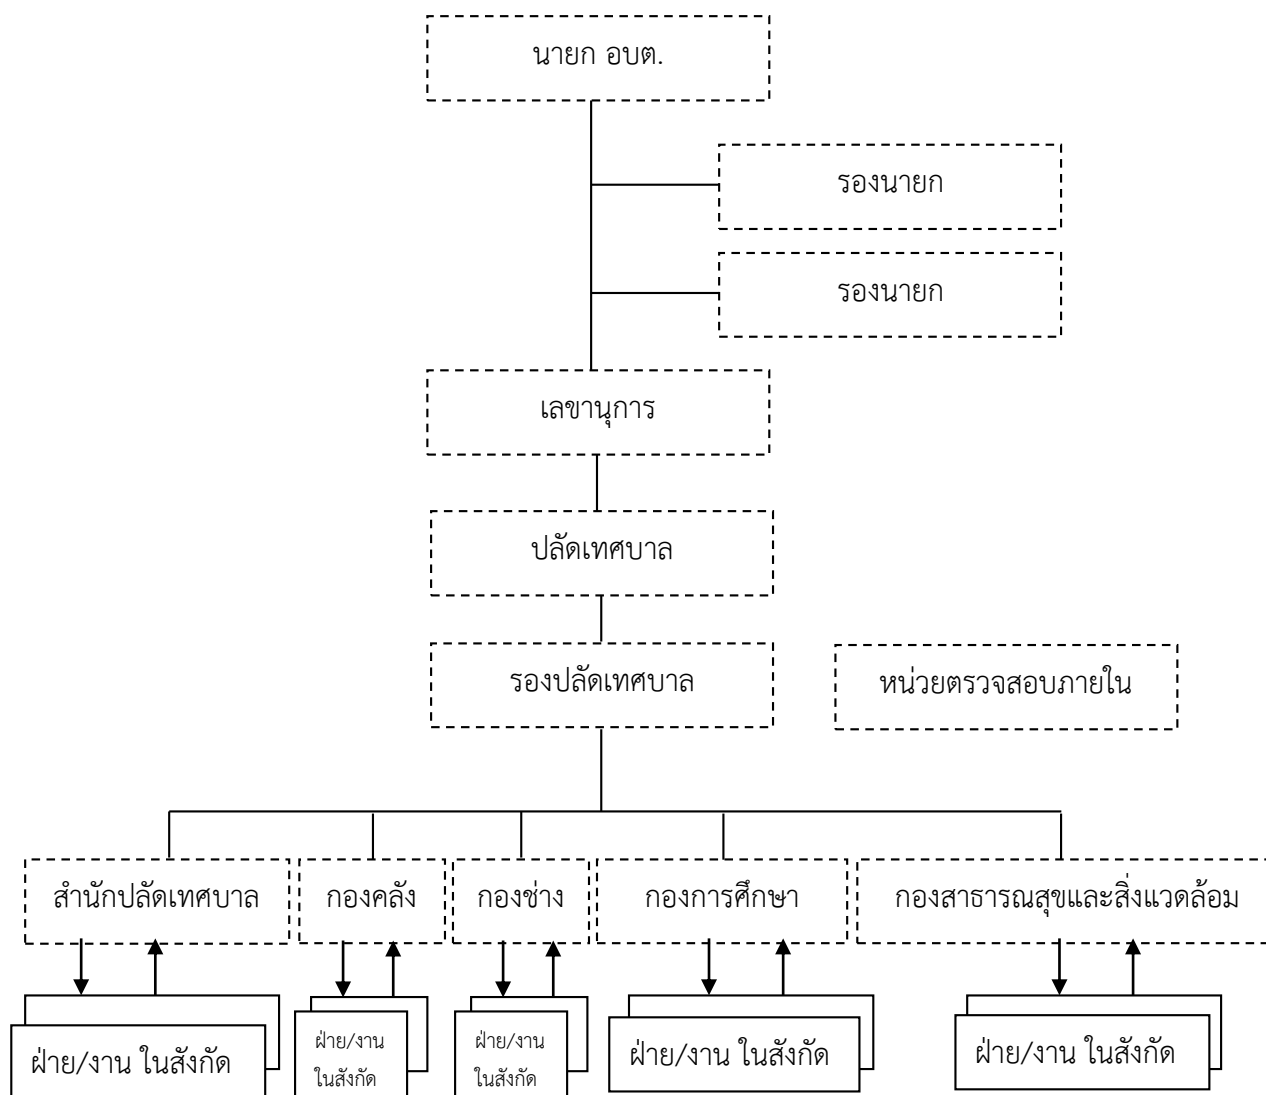 นายก อบต.
รองนายก
รองนายก
เลขานุการ
ปลัดเทศบาล
รองปลัดเทศบาล
หน่วยตรวจสอบภายใน
สำนักปลัดเทศบาล
กองคลัง
กองช่าง
กองการศึกษา
กองสาธารณสุขและสิ่งแวดล้อม
ฝ่าย/งาน ในสังกัด
ฝ่าย/งาน
ในสังกัด
ฝ่าย/งาน
ในสังกัด
ฝ่าย/งาน ในสังกัด
ฝ่าย/งาน ในสังกัด